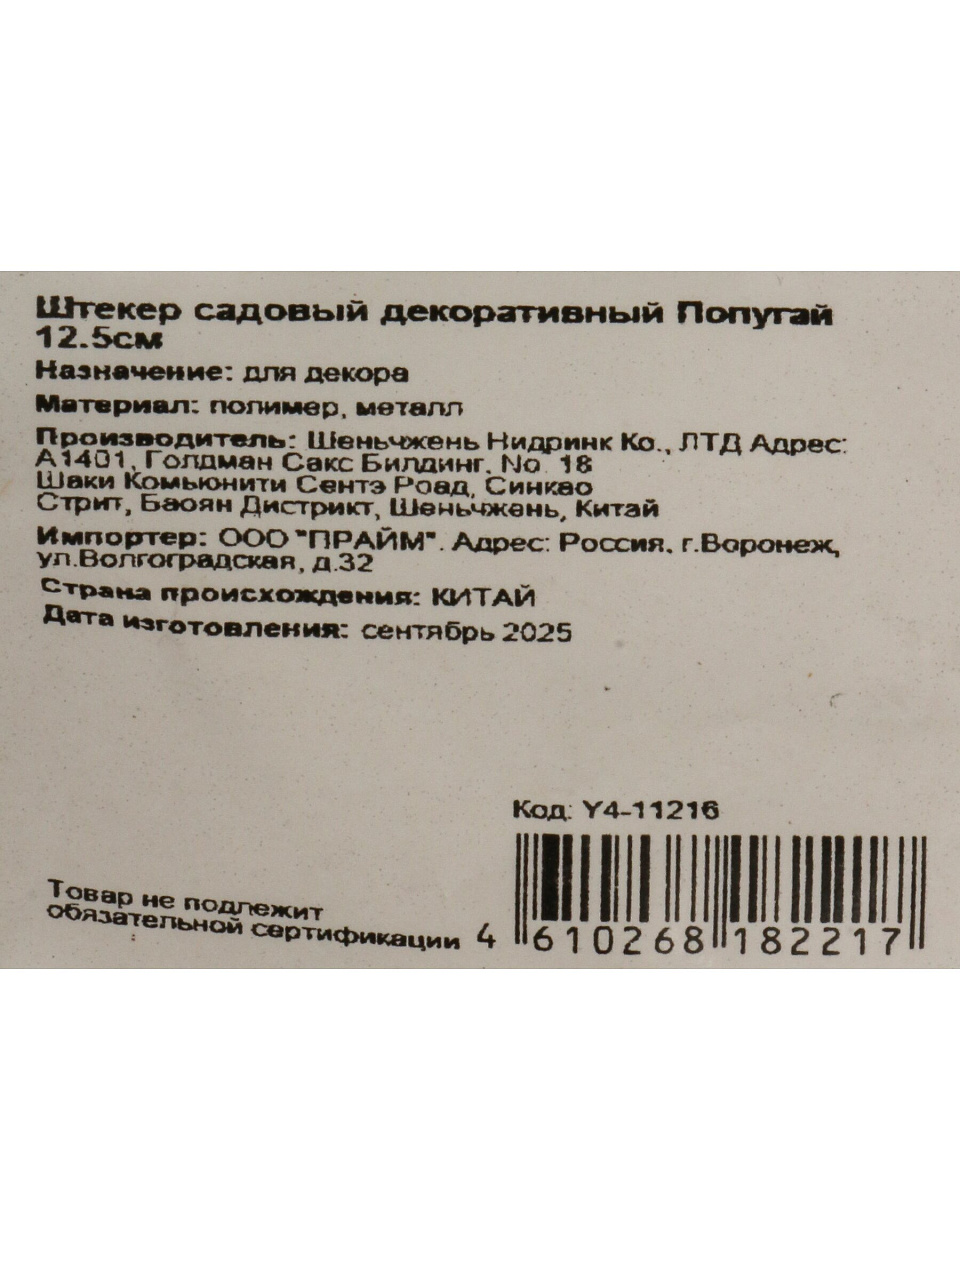 Штекер садовый декоративный Попугай
12.5см
Назначение: для декора
Материал: полимер, металл
Производитель: Шеньчжень Нидринк Ко., ЛТД Адрес:
А1401, Голдман Сакс Билдинг, No. 18
Шаки Комьюнити Сентэ Роад, Синкао
Стрит, Баоян Дистрикт, Шеньчжень, Китай
Импортер: ООО "ПРАЙМ". Адрес: Россия, г.Воронеж,
ул.Волгоградская, д.32
Страна происхождения: КИТАЙ
Дата изготовления: сентябрь 2025
Код: Y4-11216
Товар не подлежит
обязательной сертификации
4 610268 182217